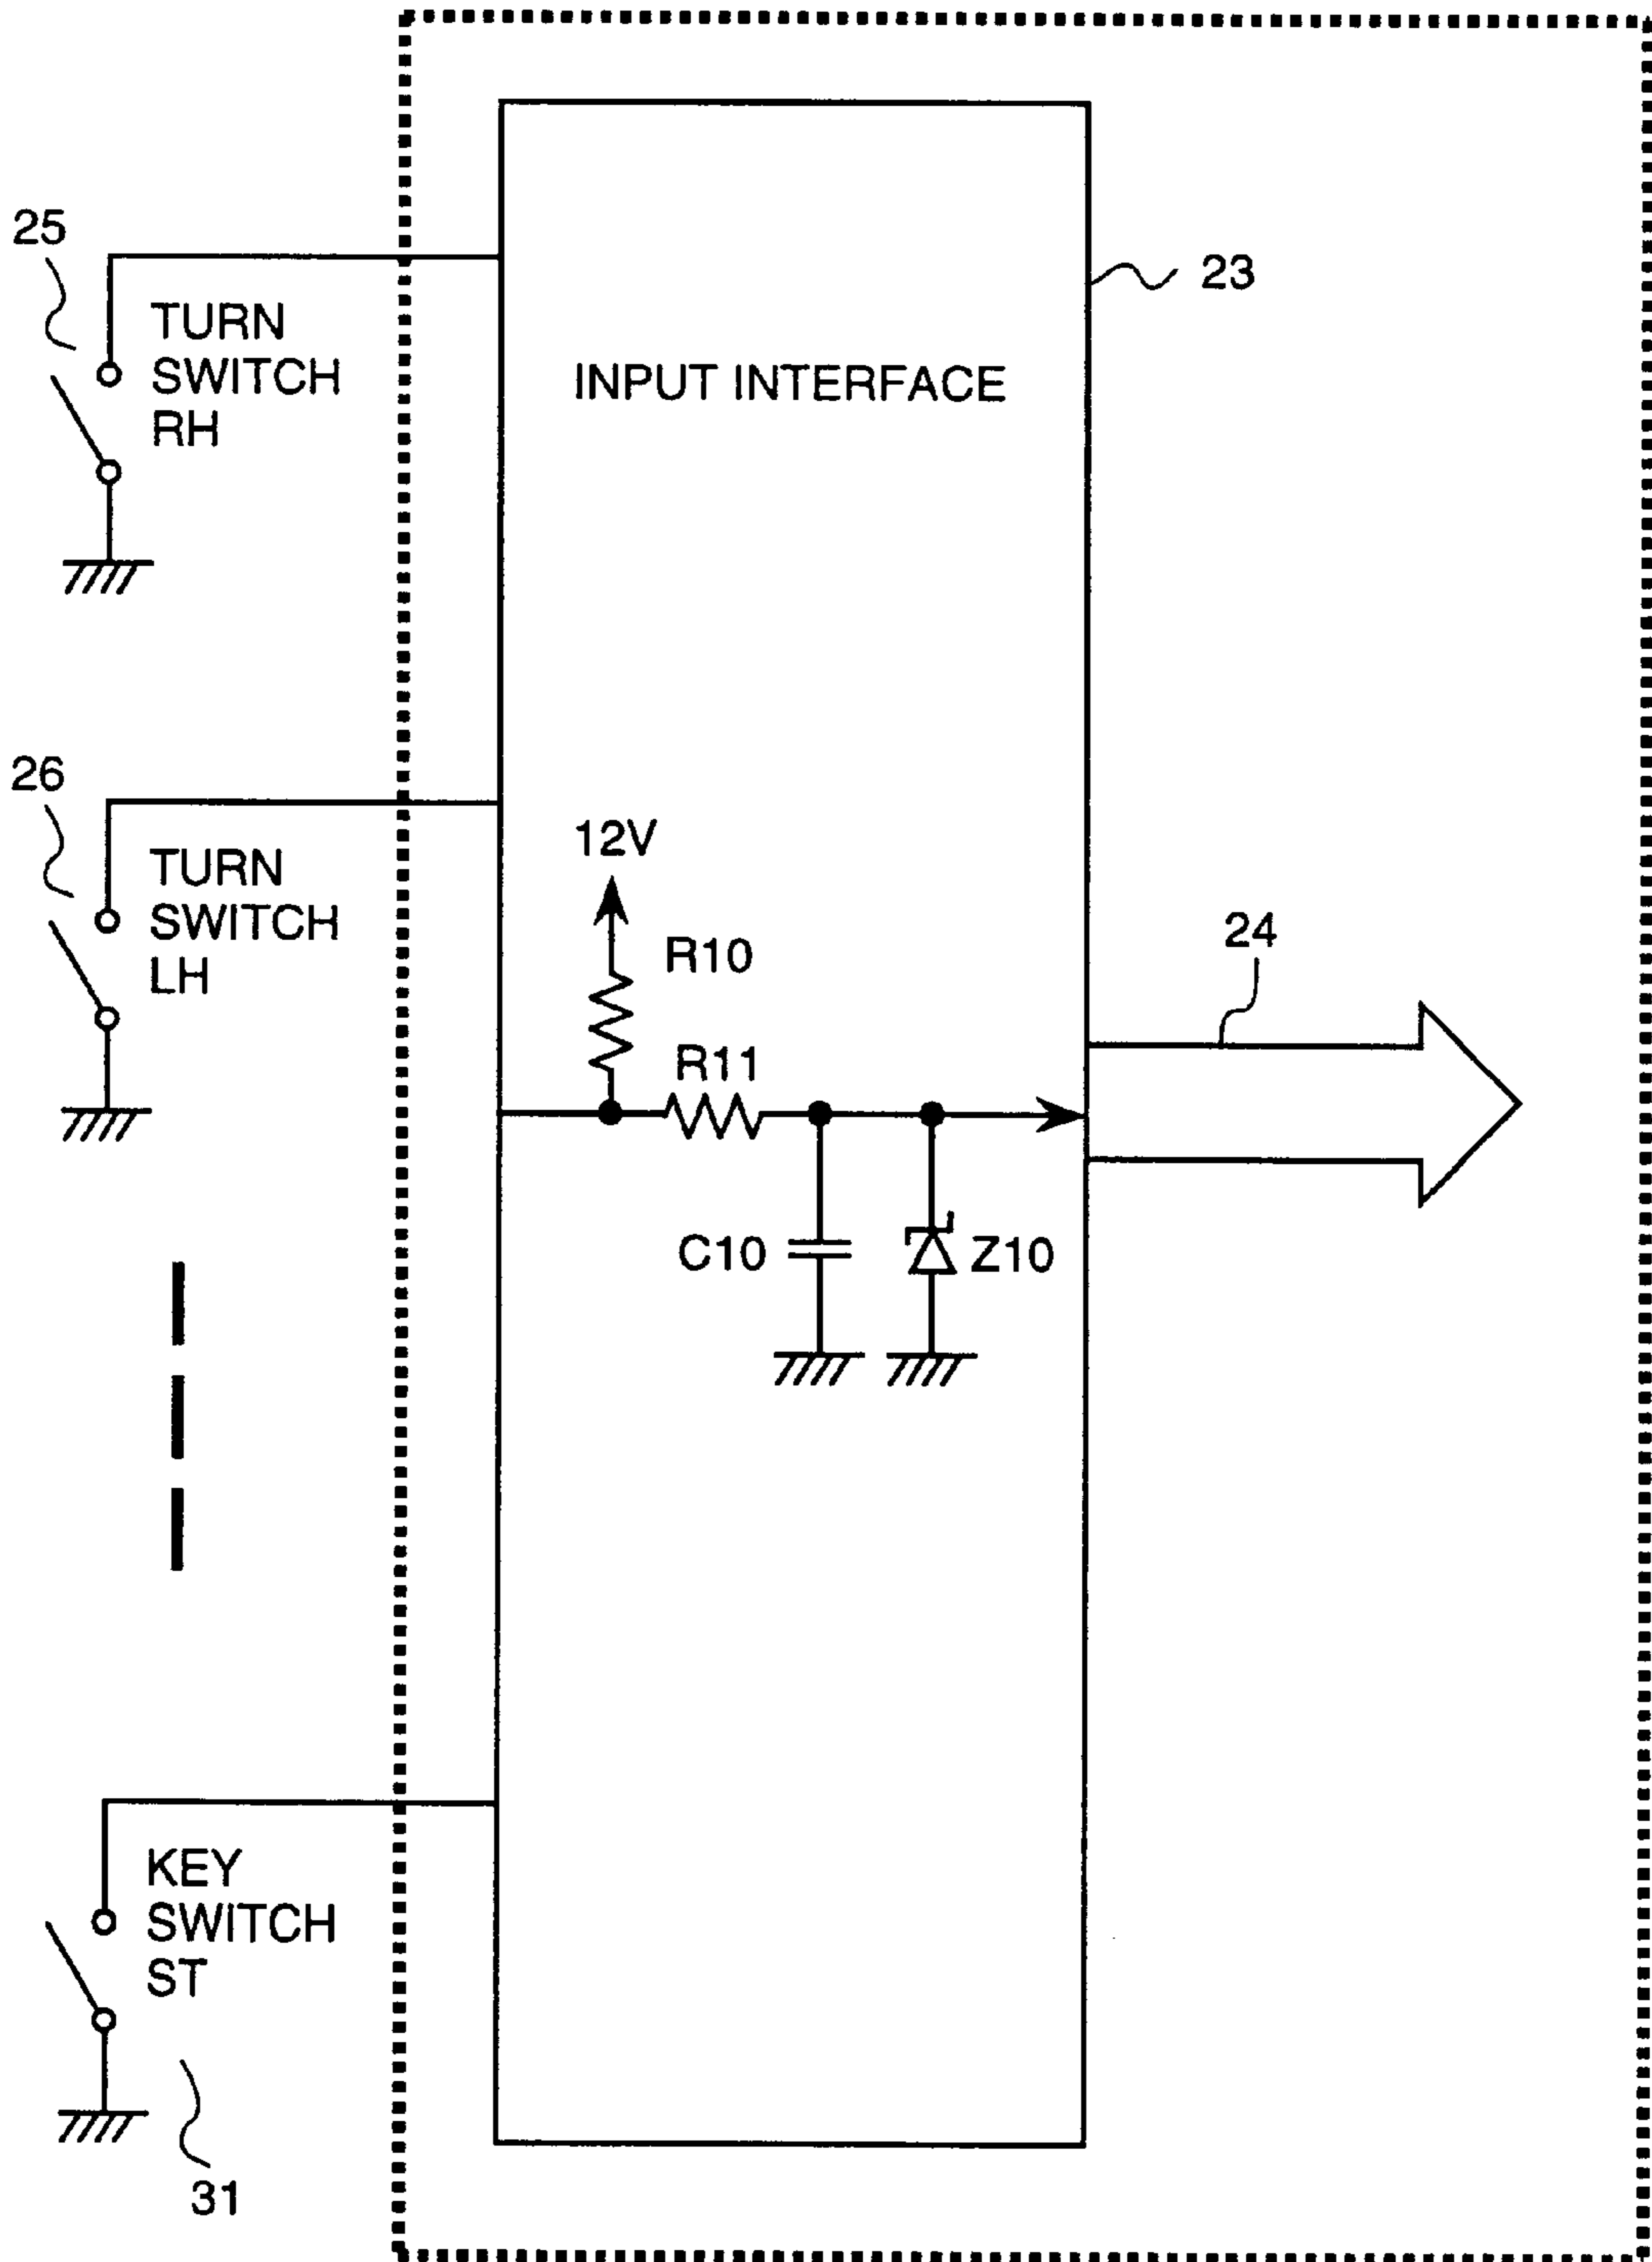 25
TURN
SWITCH
RH
23
INPUT INTERFACE
26
TURN
SWITCH
LH
12V
R10
24
R11
C10
Z10
KEY
SWITCH
ST
31